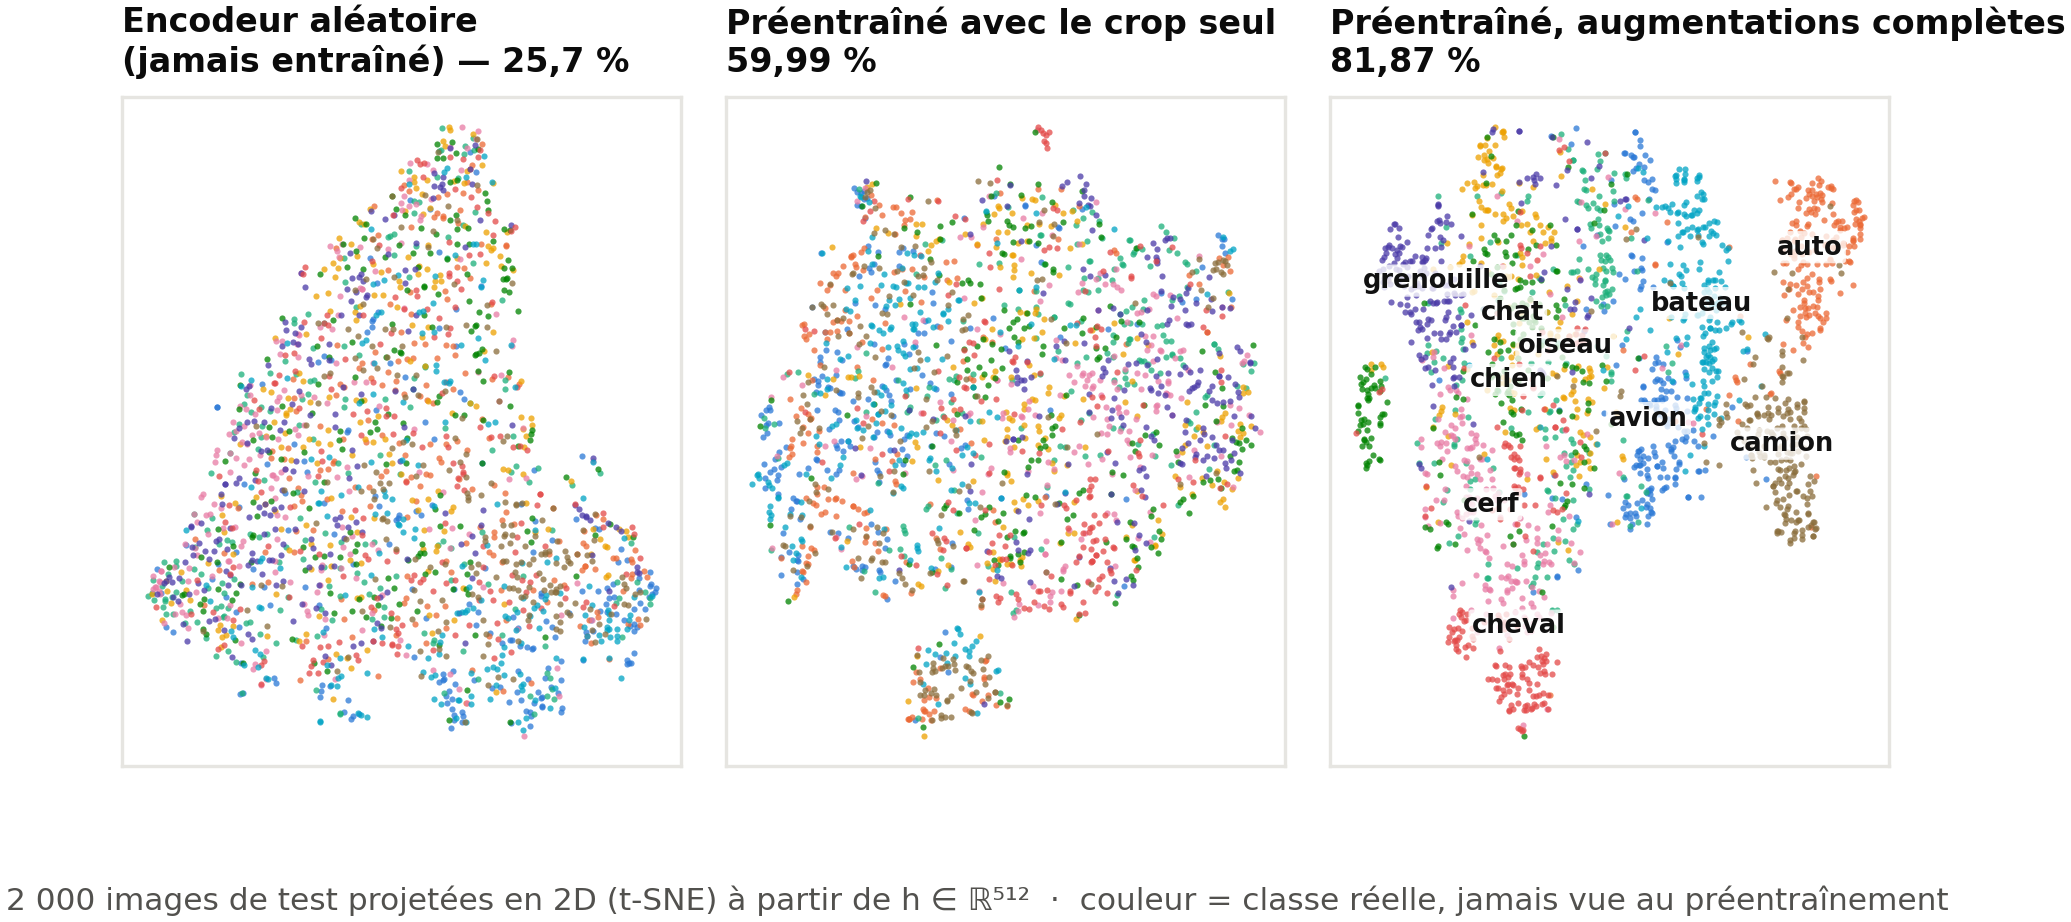 Encodeur aléatoire
(jamais entraîné) — 25,7 %
Préentraîné avec le crop seul
59,99 %
Préentraîné, augmentations complètes
81,87 %
auto
grenouille
bateau
chat
oiseau
chien
avion
camion
cerf
cheval
2 000 images de test projetées en 2D (t-SNE) à partir de h ∈ ℝ⁵¹² · couleur = classe réelle, jamais vue au préentraînement